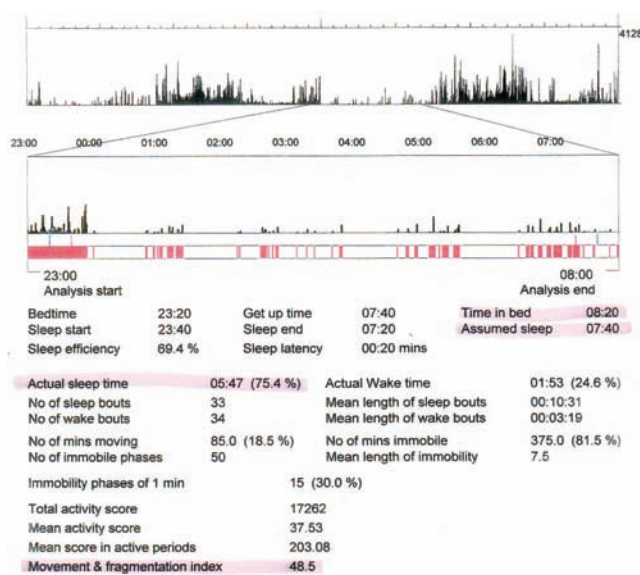 4128
23:00 00:00 01:00 02:00 03:00 04:00 05:00 06:00 07:00
23:00 08:00
Analysis start Analysis end
Bedtime 23:20 Get up time 07:40 Time in bed 08:20
Sleep start 23:40 Sleep end 07:20 Assumed sleep 07:40
Sleep efficiency 69.4 % Sleep latency 00:20 mins
Actual sleep time 05:47 (75.4 %) Actual Wake time 01:53 (24.6 %)
No of sleep bouts 33 Mean length of sleep bouts 00:10:31
No of wake bouts 34 Mean length of wake bouts 00:03:19
No of mins moving 85.0 (18.5 %) No of mins immobile 375.0 (81.5 %)
No of immobile phases 50 Mean length of immobility 7.5
Immobility phases of 1 min 15 (30.0 %)
Total activity score 17262
Mean activity score 37.53
Mean score in active periods 203.08
Movement & fragmentation index 48.5